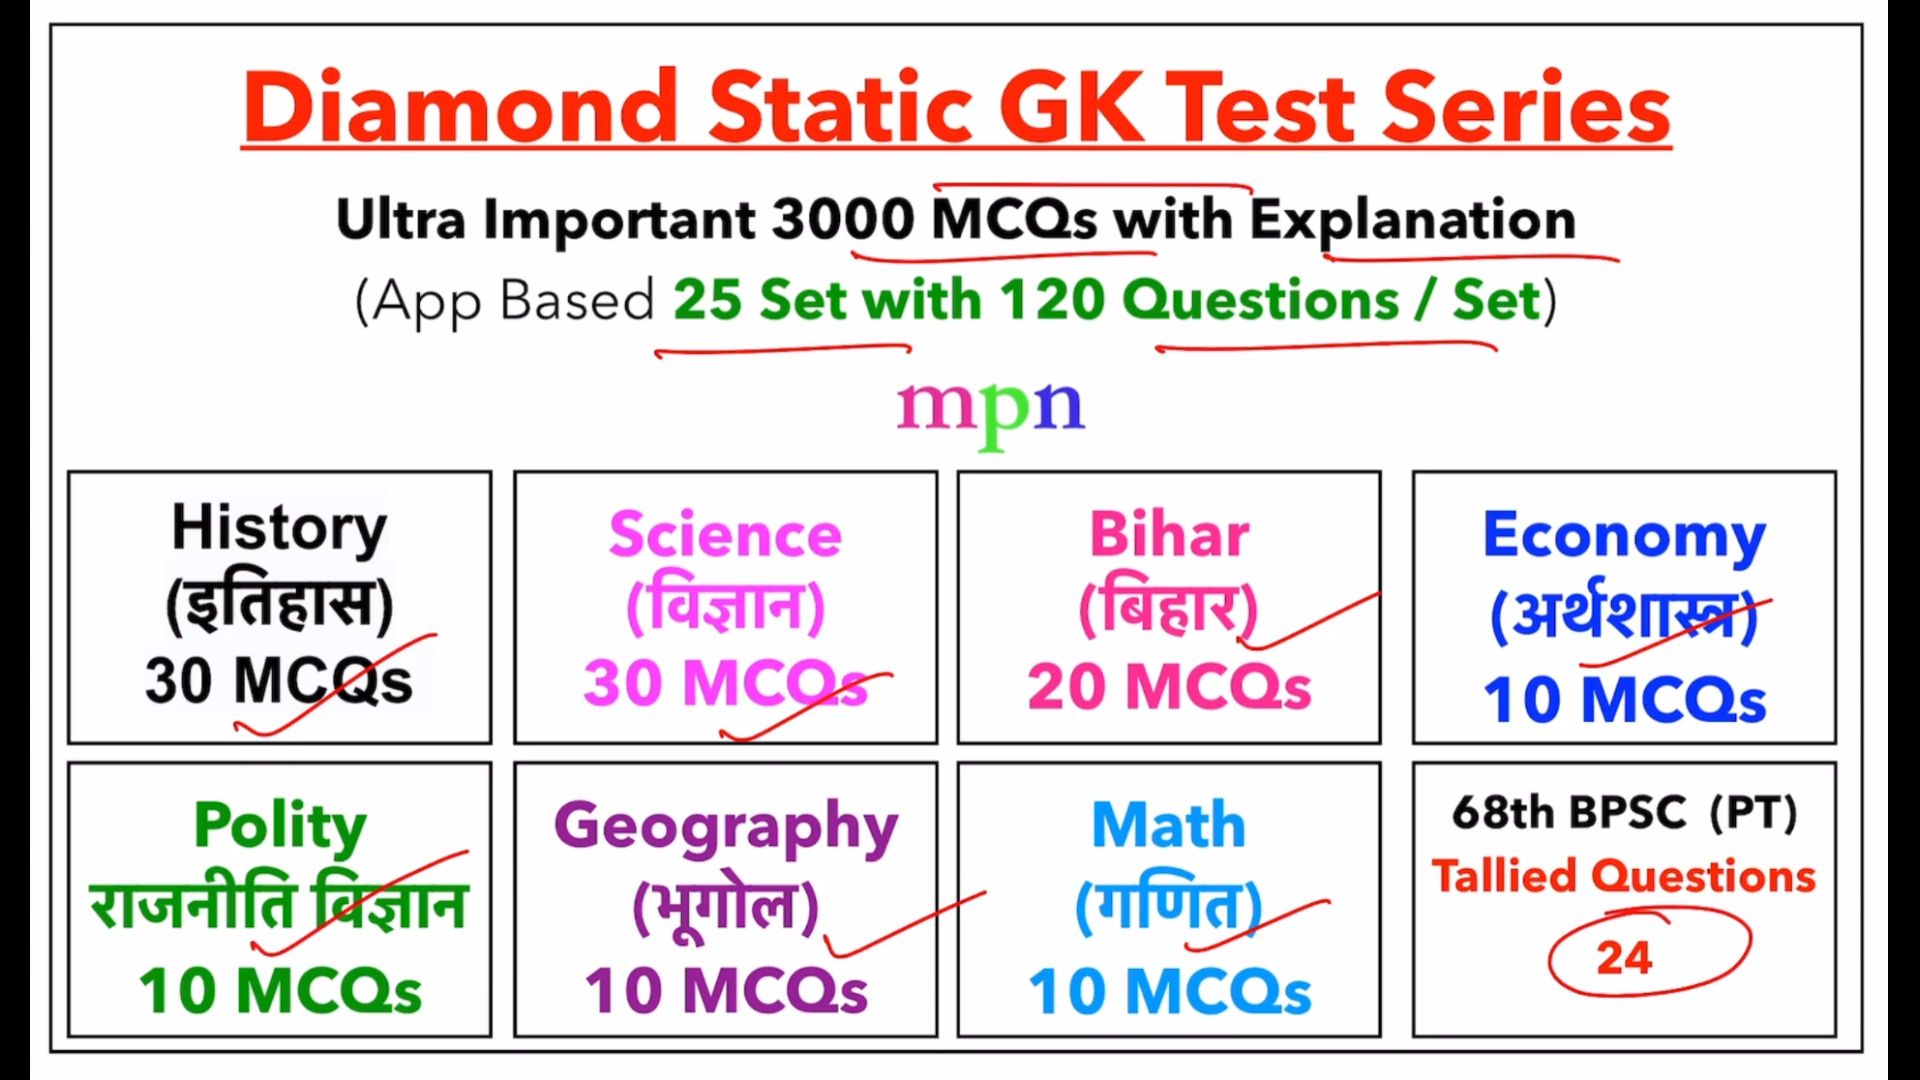 Diamond Static GK Test Series
Ultra Important 3000 MCQs with Explanation
(App Based 25 Set with 120 Questions / Set)
mpn
History
(इतिहास)
30 MCQs
Science
(विज्ञान)
30 MCQs
Bihar
(बिहार)
20 MCQs
Economy
(अर्थशास्त्र)
10 MCQs
Polity
राजनीति विज्ञान
10 MCQs
Geography
(भूगोल)
10 MCQs
Math
(गणित)
10 MCQs
68th BPSC (PT)
Tallied Questions
24